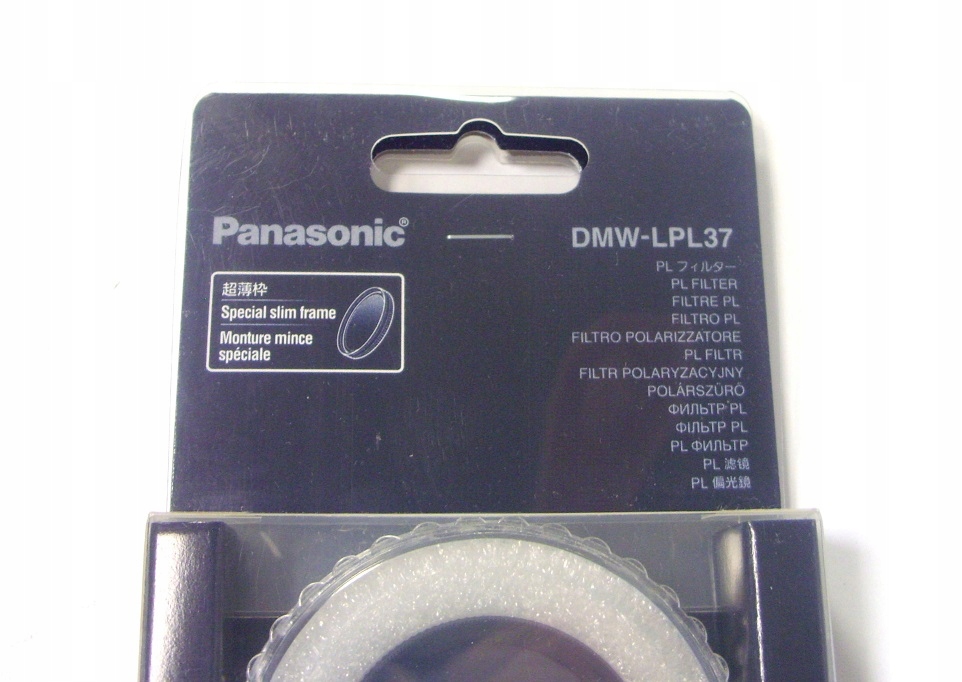 Panasonic®
DMW-LPL37
超薄枠
Special slim frame
Monture mince
spéciale
PL フィルター
PL FILTER
FILTRE PL
FILTRO PL
FILTRO POLARIZZATORE
PL FILTR
FILTR POLARYZACYJNY
POLÁRSZŰRŐ
ФИЛЬТР PL
ФІЛЬТР PL
PL ФИЛЬТР
PL 滤镜
PL 偏光鏡